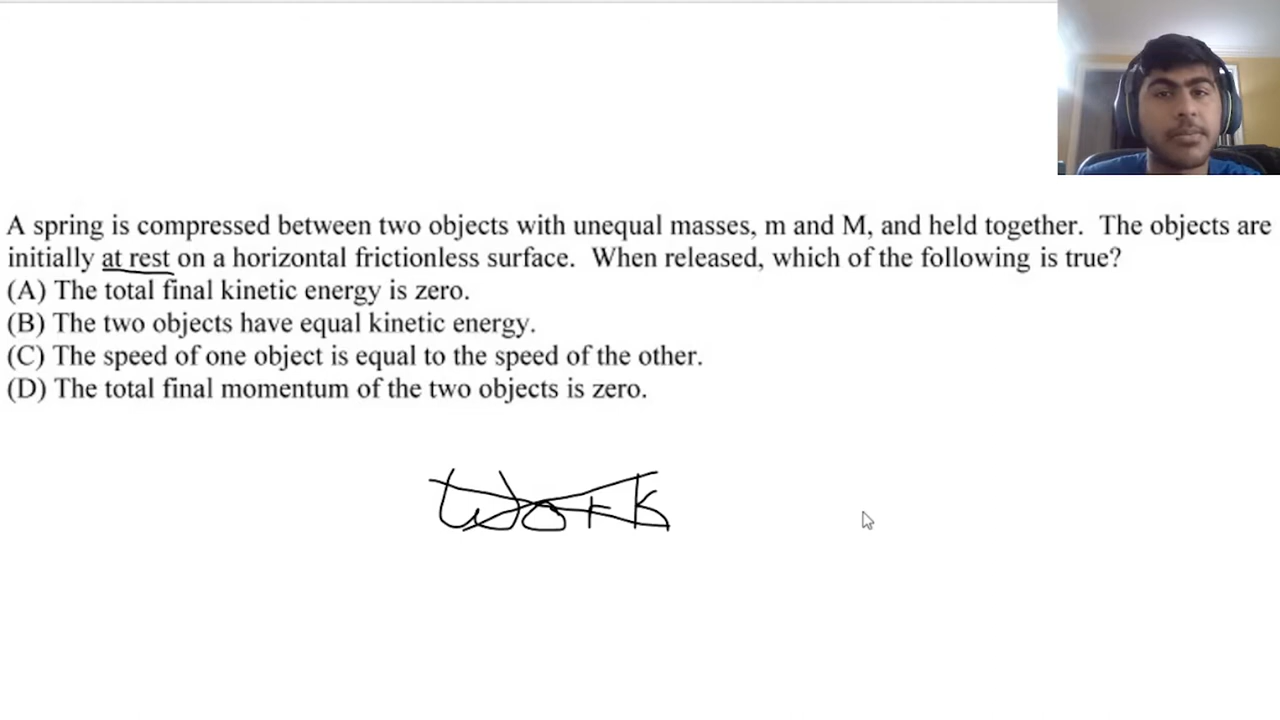 A spring is compressed between two objects with unequal masses, m and M, and held together. The objects are
initially at rest on a horizontal frictionless surface. When released, which of the following is true?
(A) The total final kinetic energy is zero.
(B) The two objects have equal kinetic energy.
(C) The speed of one object is equal to the speed of the other.
(D) The total final momentum of the two objects is zero.
work